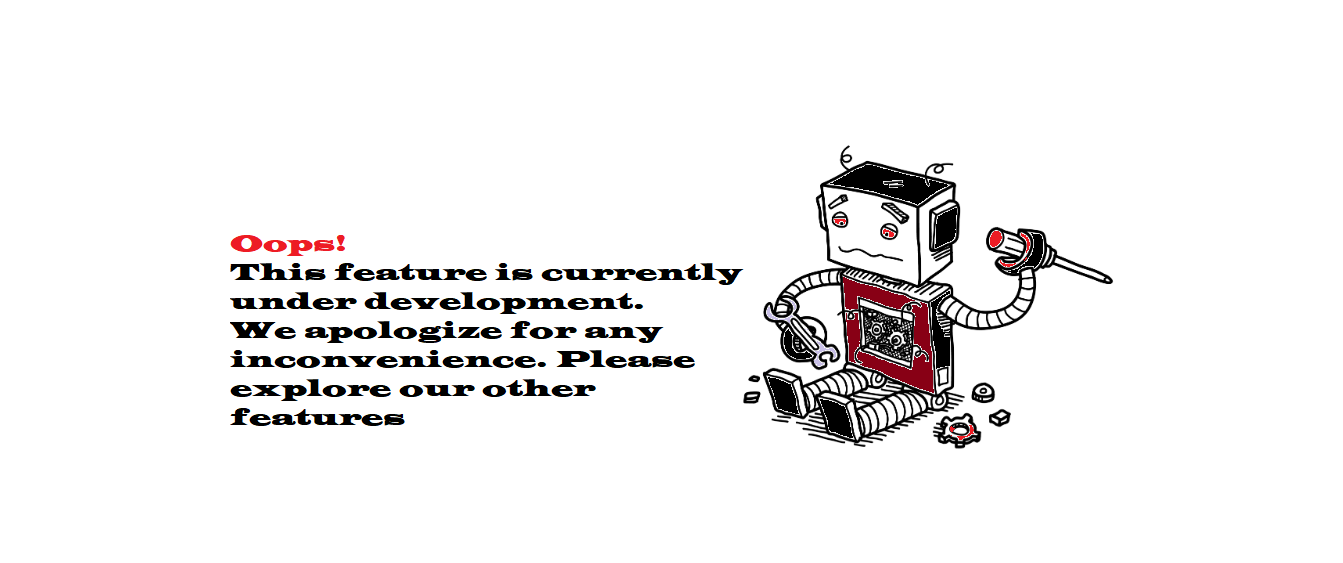 Oops!
This feature is currently
under development.
We apologize for any
inconvenience. Please
explore our other
features